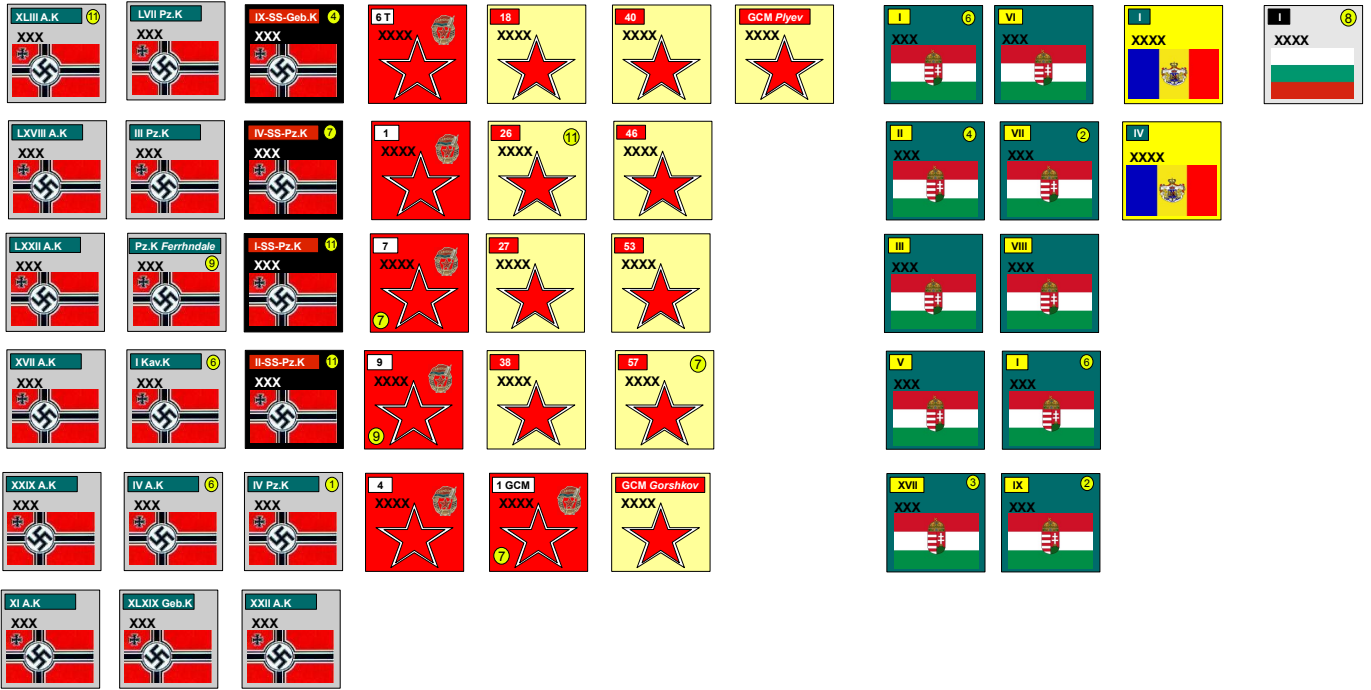 XLIII A.K 11
XXX
LVII Pz.K
XXX
IX-SS-Geb.K 4
XXX
6 T
XXXX
18
XXXX
40
XXXX
GCM Plyev
XXXX
I 6
XXX
VI
XXX
I
XXXX
I 8
XXXX
LXVIII A.K
XXX
III Pz.K
XXX
IV-SS-Pz.K 7
XXX
1
XXXX
26 11
XXXX
46
XXXX
II 4
XXX
VII 2
XXX
IV
XXXX
LXXII A.K
XXX
Pz.K Ferrhndale
XXX 9
I-SS-Pz.K 11
XXX
7
XXXX
7
27
XXXX
53
XXXX
III
XXX
VIII
XXX
XVII A.K
XXX
I Kav.K 6
XXX
II-SS-Pz.K 11
XXX
9
XXXX
9
38
XXXX
57 7
XXXX
V
XXX
I 6
XXX
XXIX A.K
XXX
IV A.K 6
XXX
IV Pz.K 1
XXX
4
XXXX
1 GCM
XXXX
7
GCM Gorshkov
XXXX
XVII 3
XXX
IX 2
XXX
XI A.K
XXX
XLXIX Geb.K
XXX
XXII A.K
XXX